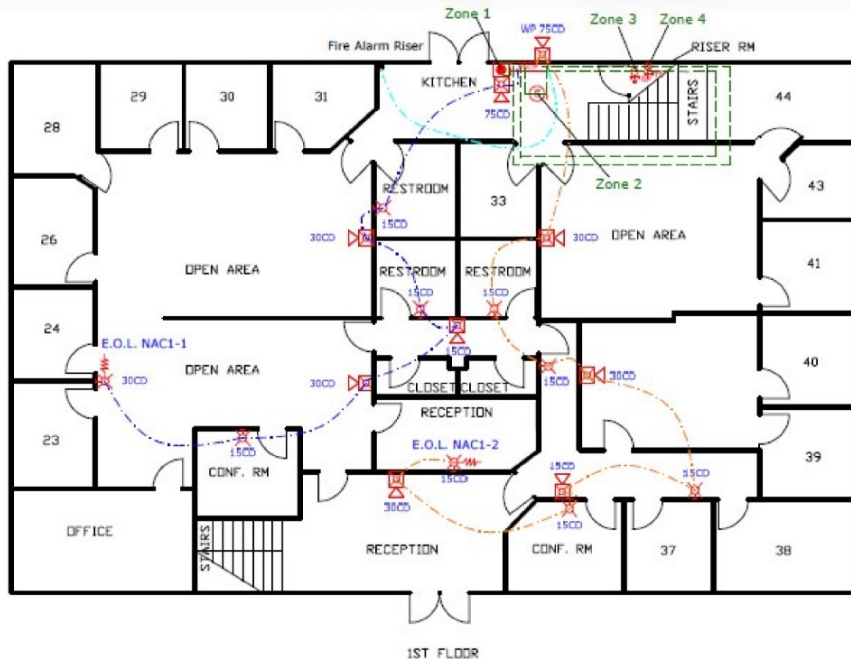 Zone 1
Zone 3
Zone 4
WP 75CD
Fire Alarm Riser
RISER RM
KITCHEN
28
29
30
31
75CD
STAIRS
44
Zone 2
RESTROOM
33
43
15CD
26
30CD
30CD
OPEN AREA
OPEN AREA
41
RESTROOM
RESTROOM
15CD
15CD
24
E.O.L. NAC1-1
15CD
30CD
OPEN AREA
30CD
15CD
30CD
40
CLOSET
CLOSET
23
RECEPTION
15CD
E.O.L. NAC1-2
CONF. RM
15CD
15CD
15CD
39
30CD
15CD
OFFICE
STAIRS
RECEPTION
CONF. RM
37
38
1ST FLOOR